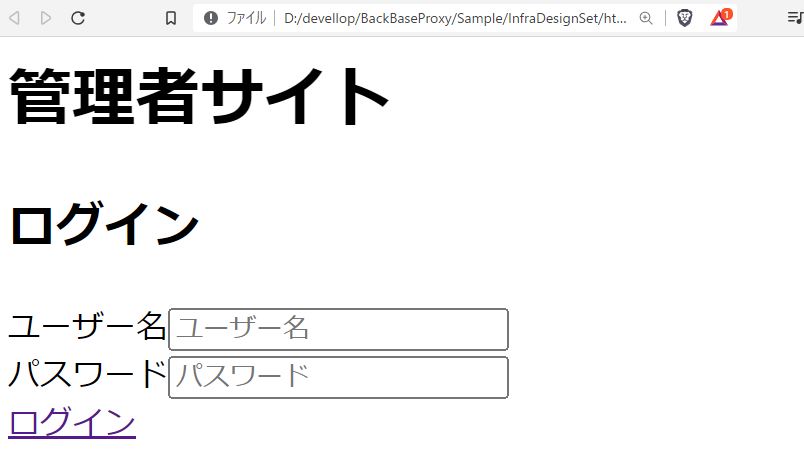 ファイル D:/devellop/BackBaseProxy/Sample/InfraDesignSet/ht... 1
管理者サイト
ログイン
ユーザー名 ユーザー名
パスワード パスワード
ログイン